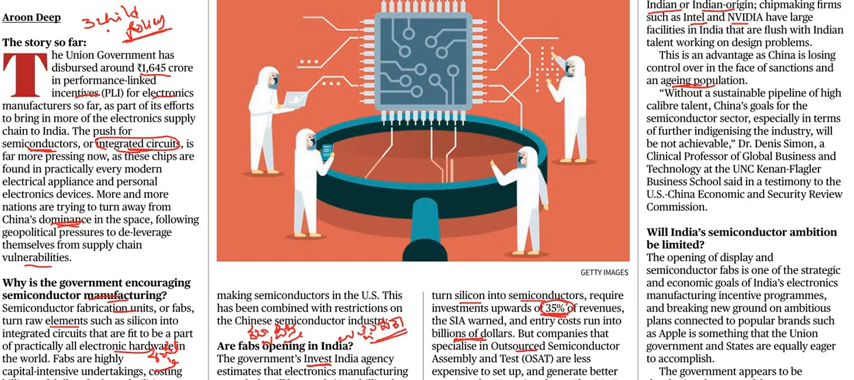 Aroon Deep
3 child
policy
The story so far:
The Union Government has
disbursed around ₹1,645 crore
in performance-linked
incentives (PLI) for electronics
manufacturers so far, as part of its efforts
to bring in more of the electronics supply
chain to India. The push for
semiconductors, or integrated circuits, is
far more pressing now, as these chips are
found in practically every modern
electrical appliance and personal
electronics devices. More and more
nations are trying to turn away from
China's dominance in the space, following
geopolitical pressures to de-leverage
themselves from supply chain
vulnerabilities.
Why is the government encouraging
semiconductor manufacturing?
Semiconductor fabrication units, or fabs,
turn raw elements such as silicon into
integrated circuits that are fit to be a part
of practically all electronic hardware in
the world. Fabs are highly
capital-intensive undertakings, costing
GETTY IMAGES
making semiconductors in the U.S. This
has been combined with restrictions on
the Chinese semiconductor industry.
Are fabs opening in India?
The government's Invest India agency
estimates that electronics manufacturing
turn silicon into semiconductors, require
investments upwards of 35% of revenues,
the SIA warned, and entry costs run into
billions of dollars. But companies that
specialise in Outsourced Semiconductor
Assembly and Test (OSAT) are less
expensive to set up, and generate better
Indian or Indian-origin; chipmaking firms
such as Intel and NVIDIA have large
facilities in India that are flush with Indian
talent working on design problems.
This is an advantage as China is losing
control over in the face of sanctions and
an ageing population.
"Without a sustainable pipeline of high
calibre talent, China's goals for the
semiconductor sector, especially in terms
of further indigenising the industry, will
be not achievable," Dr. Denis Simon, a
Clinical Professor of Global Business and
Technology at the UNC Kenan-Flagler
Business School said in a testimony to the
U.S.-China Economic and Security Review
Commission.
Will India's semiconductor ambition
be limited?
The opening of display and
semiconductor fabs is one of the strategic
and economic goals of India's electronics
manufacturing incentive programmes,
and breaking new ground on ambitious
plans connected to popular brands such
as Apple is something that the Union
government and States are equally eager
to accomplish.
The government appears to be